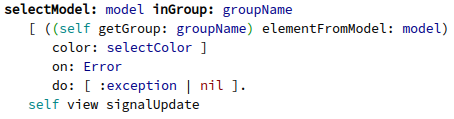 selectModel: model inGroup: groupName
[ ((self getGroup: groupName) elementFromModel: model)
color: selectColor ]
on: Error
do: [ :exception | nil ].
self view signalUpdate